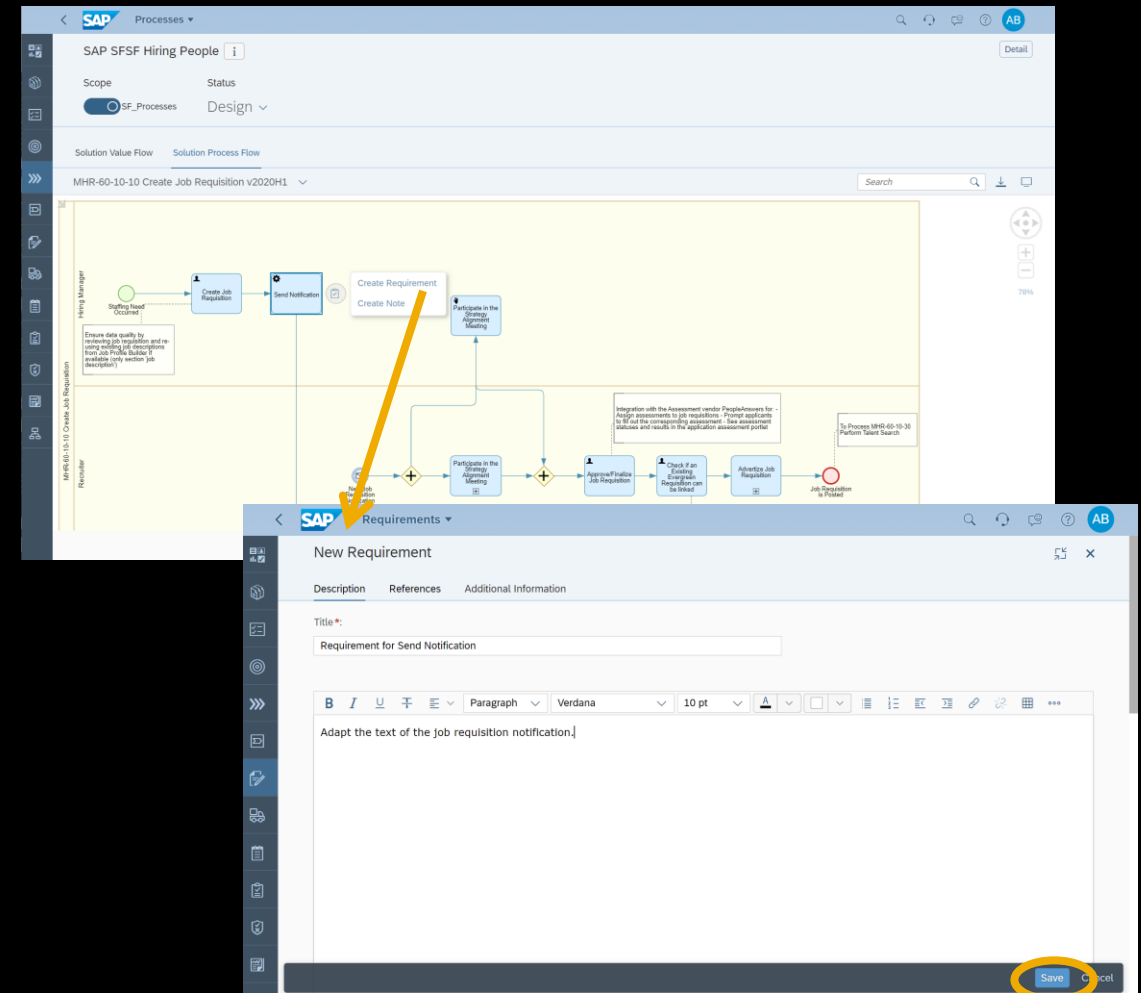 SAP Processes
AB
SAP SFSF Hiring People i
Detail
Scope
Status
SF_Processes
Design
Solution Value Flow
Solution Process Flow
MHR-60-10-10 Create Job Requisition v2020H1
Search
78%
MHR-60-10-10 Create Job Requisition
Hiring Manager
Staffing Need
Occurred
Create Job
Requisition
Send Notification
Create Requirement
Create Note
Participate in the
Strategy
Alignment
Meeting
Ensure data quality by
reviewing job requisition and re-
using existing job descriptions
from Job Profile Builder if
available (only section 'job
description')
Recruiter
Participate in the
Strategy
Alignment
Meeting
Integration with the Assessment vendor PeopleAnswers for: -
Assign assessments to job requisitions - Prompt applicants
to fill out the corresponding assessment - See assessment
statuses and results in the application assessment portlet
Approve/Finalize
Job Requisition
Check If an
Existing
Evergreen
Requisition can
be linked
Advertize Job
Requisition
To Process MHR-60-10-30
Perform Talent Search
Job Requisition
is Posted
SAP Requirements
AB
New Requirement
Description
References
Additional Information
Title *:
Requirement for Send Notification
B I U T Paragraph Verdana 10 pt A
Adapt the text of the job requisition notification.
Save
Cancel